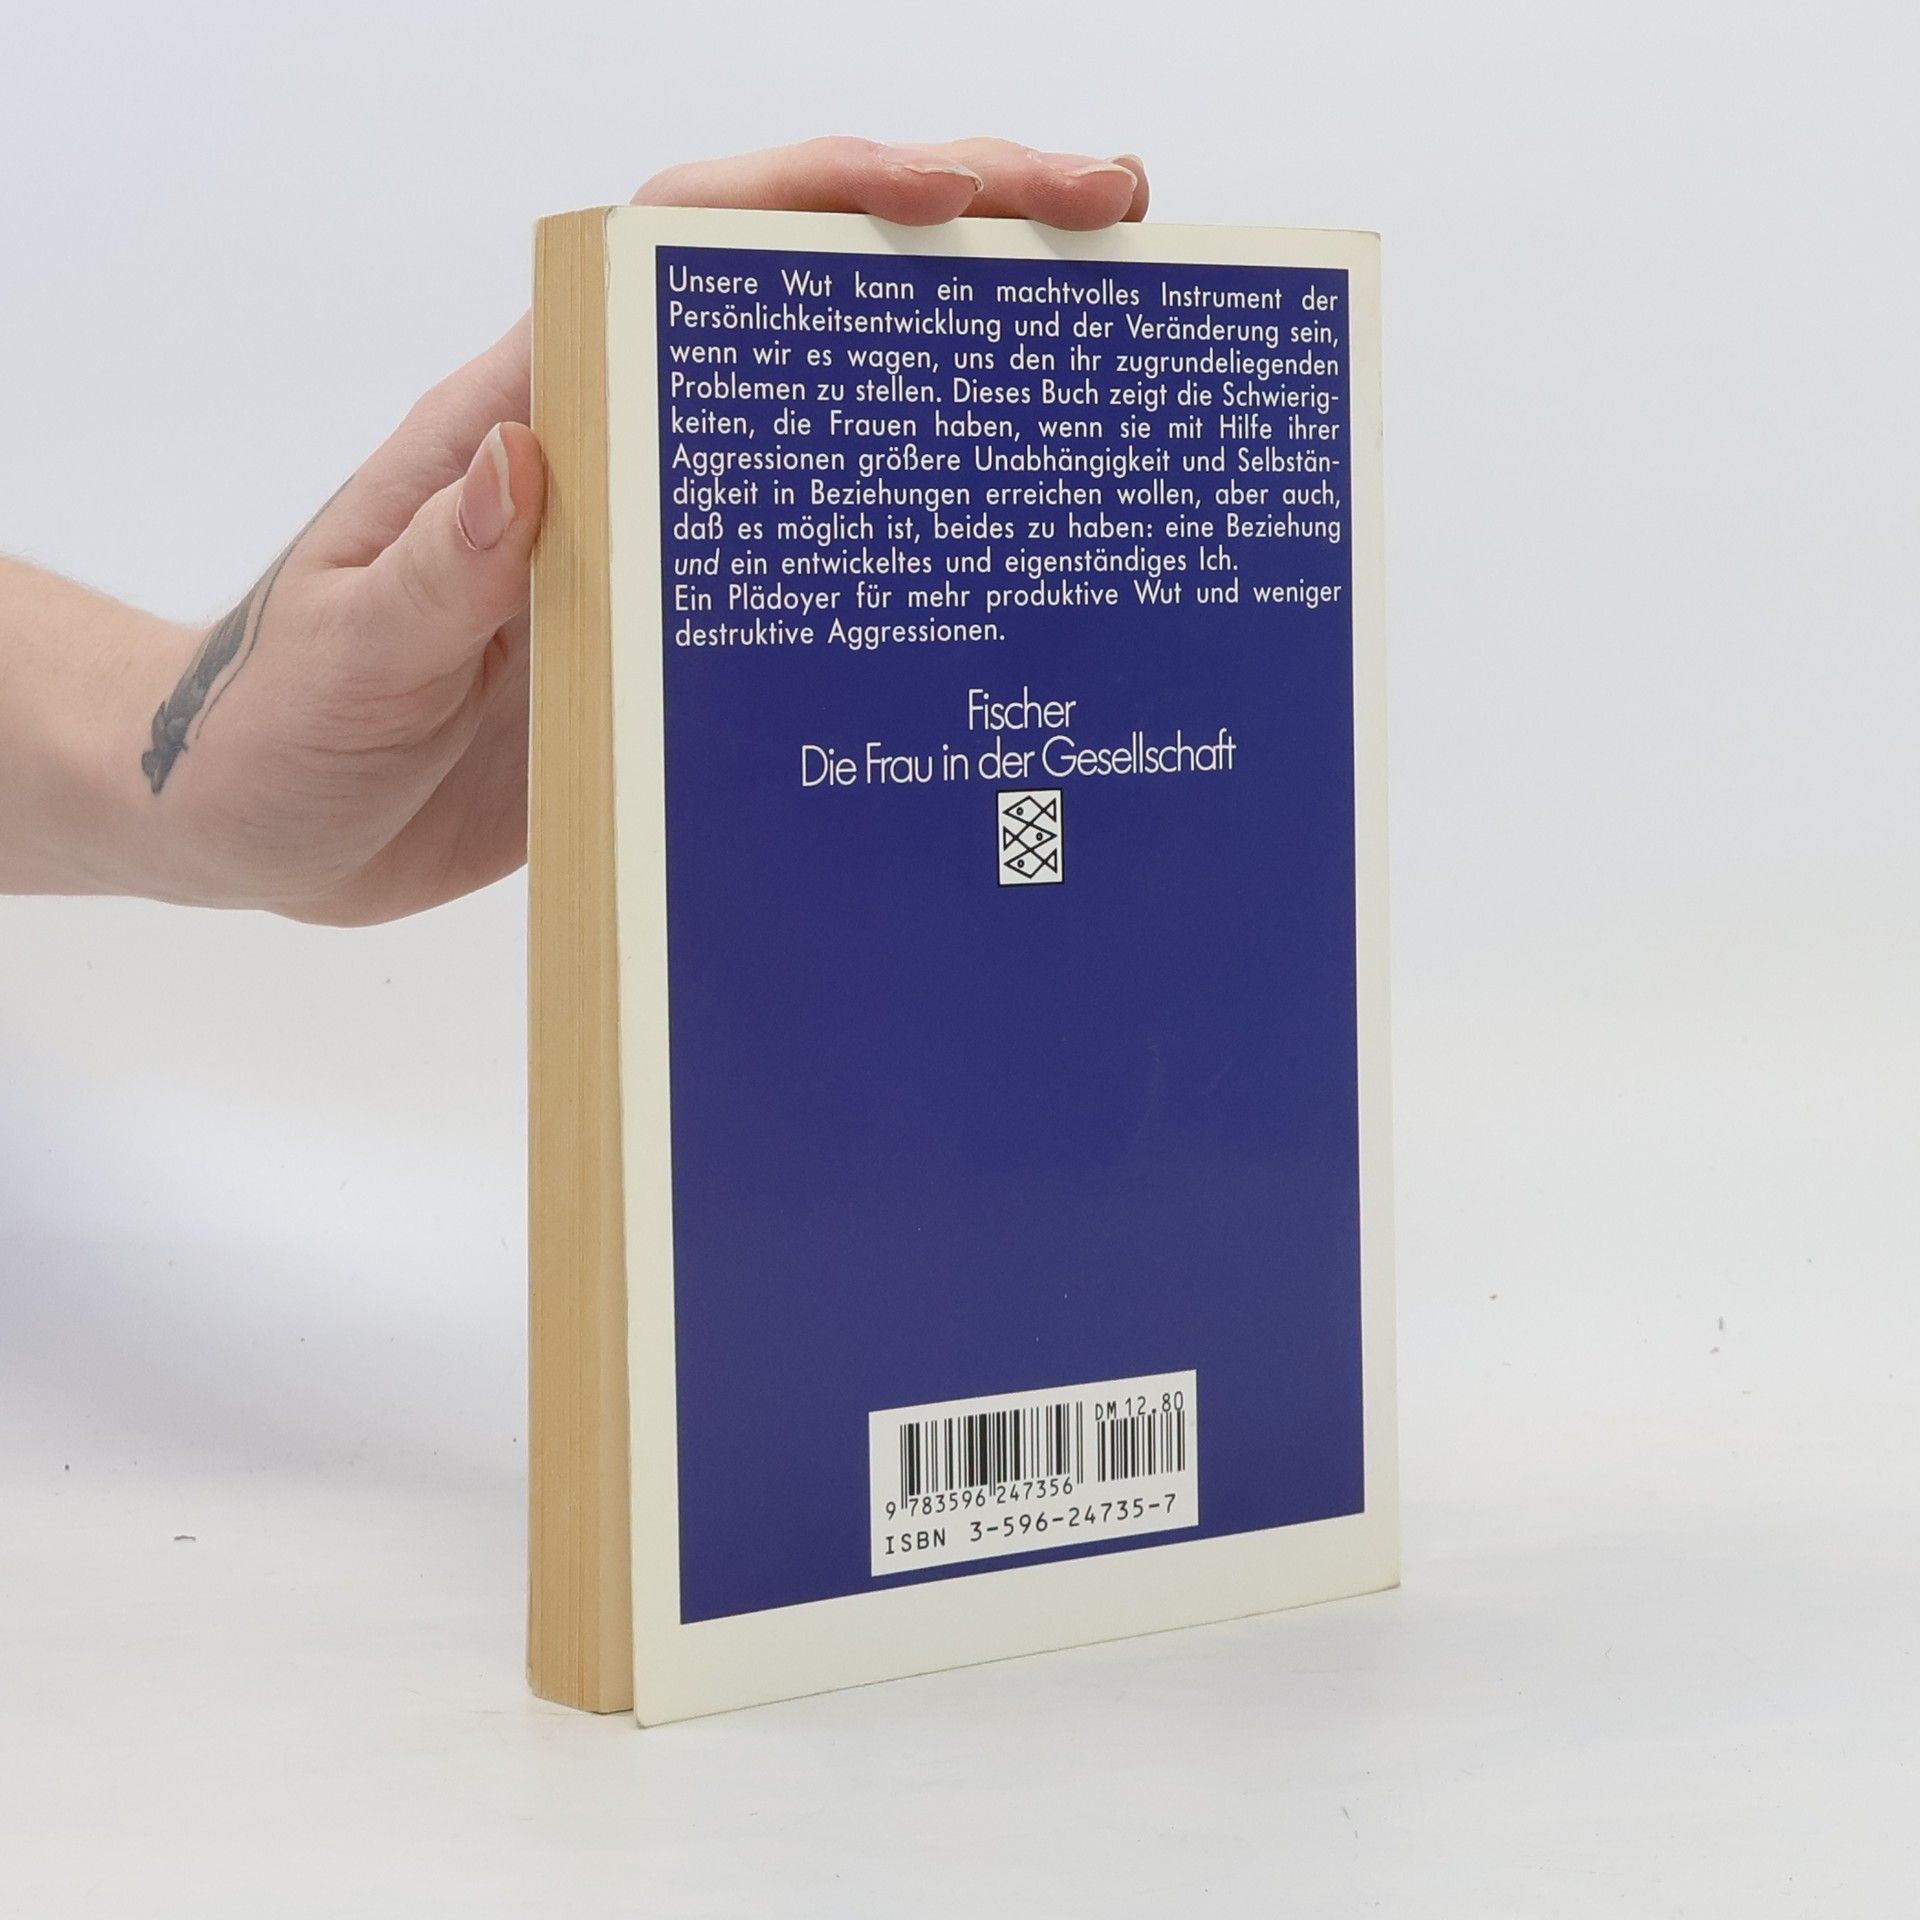 Unsere Wut kann ein machtvolles Instrument der
Persönlichkeitsentwicklung und der Veränderung sein,
wenn wir es wagen, uns den ihr zugrundeliegenden
Problemen zu stellen. Dieses Buch zeigt die Schwierig-
keiten, die Frauen haben, wenn sie mit Hilfe ihrer
Aggressionen größere Unabhängigkeit und Selbstän-
digkeit in Beziehungen erreichen wollen, aber auch,
daß es möglich ist, beides zu haben: eine Beziehung
und ein entwickeltes und eigenständiges Ich.
Ein Plädoyer für mehr produktive Wut und weniger
destruktive Aggressionen.
Fischer
Die Frau in der Gesellschaft
DM 12.80
9 783596 247356
ISBN 3-596-24735-7